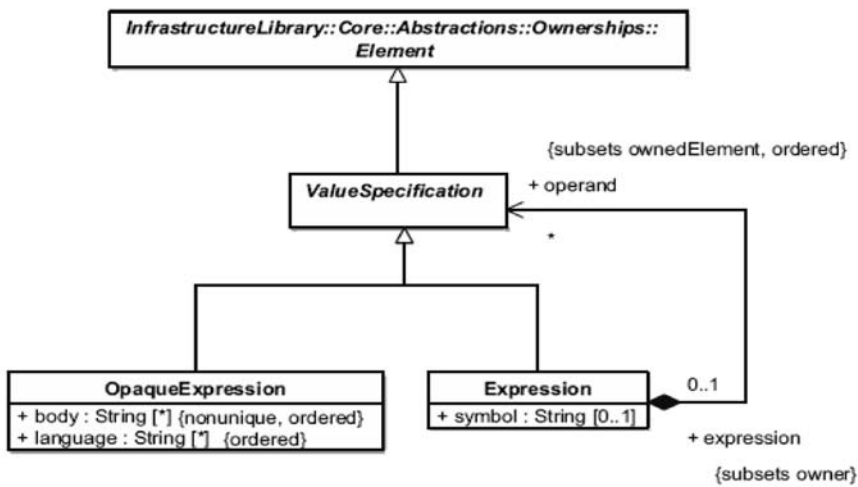 InfrastructureLibrary::Core::Abstractions::Ownerships::
Element
{subsets ownedElement, ordered}
ValueSpecification
+ operand
*
OpaqueExpression
+ body : String [*] {nonunique, ordered}
+ language : String [*] {ordered}
Expression
+ symbol : String [0..1]
0..1
+ expression
{subsets owner}